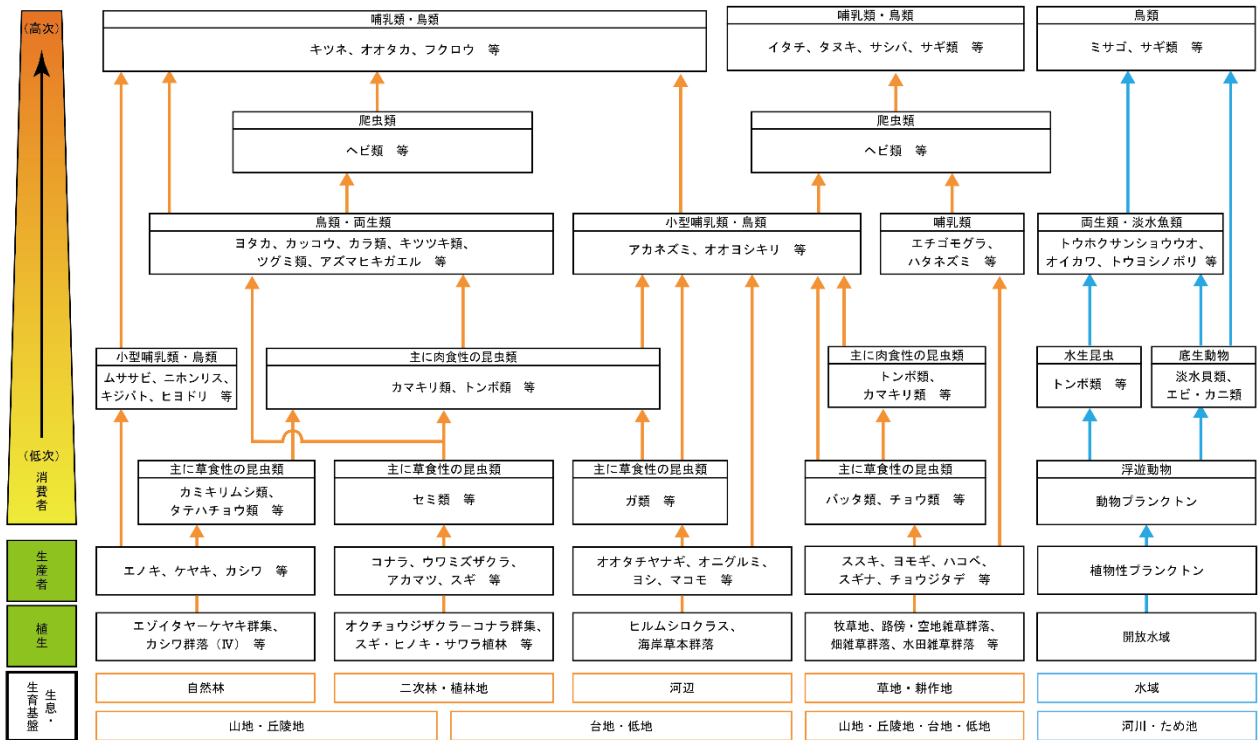 (高次)
(低次)
消費者
生産者
植生
生息・
生育基盤
哺乳類・鳥類
キツネ、オオタカ、フクロウ 等
哺乳類・鳥類
イタチ、タヌキ、サシバ、サギ類 等
鳥類
ミサゴ、サギ類 等
爬虫類
ヘビ類 等
爬虫類
ヘビ類 等
鳥類・両生類
ヨタカ、カッコウ、カラ類、キツツキ類、
ツグミ類、アズマヒキガエル 等
小型哺乳類・鳥類
アカネズミ、オオヨシキリ 等
哺乳類
エチゴモグラ、
ハタネズミ 等
両生類・淡水魚類
トウホクサンショウウオ、
オイカワ、トウヨシノボリ 等
小型哺乳類・鳥類
ムササビ、ニホンリス、
キジバト、ヒヨドリ 等
主に肉食性の昆虫類
カマキリ類、トンボ類 等
主に肉食性の昆虫類
トンボ類、
カマキリ類 等
水生昆虫
トンボ類 等
底生動物
淡水貝類、
エビ・カニ類
主に草食性の昆虫類
カミキリムシ類、
タテハチョウ類 等
主に草食性の昆虫類
セミ類 等
主に草食性の昆虫類
ガ類 等
主に草食性の昆虫類
バッタ類、チョウ類 等
浮遊動物
動物プランクトン
エノキ、ケヤキ、カシワ 等
コナラ、ウワミズザクラ、
アカマツ、スギ 等
オオタチヤナギ、オニグルミ、
ヨシ、マコモ 等
ススキ、ヨモギ、ハコベ、
スギナ、チョウジタデ 等
植物性プランクトン
エゾイタヤーケヤキ群集、
カシワ群落(Ⅳ) 等
オクチョウジザクラーコナラ群集、
スギ・ヒノキ・サワラ植林 等
ヒルムシロクラス、
海岸草本群落
牧草地、路傍・空地雑草群落、
畑雑草群落、水田雑草群落 等
開放水域
自然林
二次林・植林地
河辺
草地・耕作地
水域
山地・丘陵地
台地・低地
山地・丘陵地・台地・低地
河川・ため池